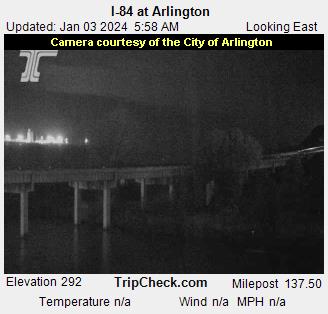 I-84 at Arlington
Updated: Jan 03 2024 5:58 AM Looking East
Camera courtesy of the City of Arlington
Elevation 292 TripCheck.com Milepost 137.50
Temperature n/a Wind n/a MPH n/a